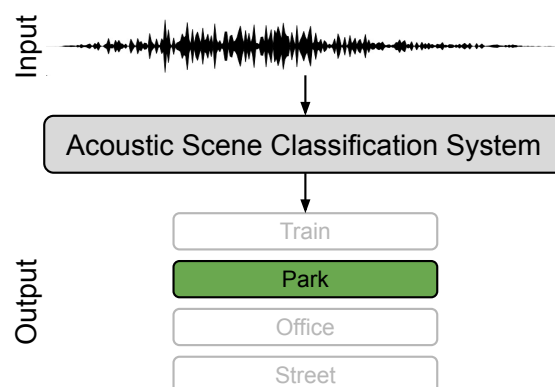 Input
Acoustic Scene Classification System
Output
Train
Park
Office
Street